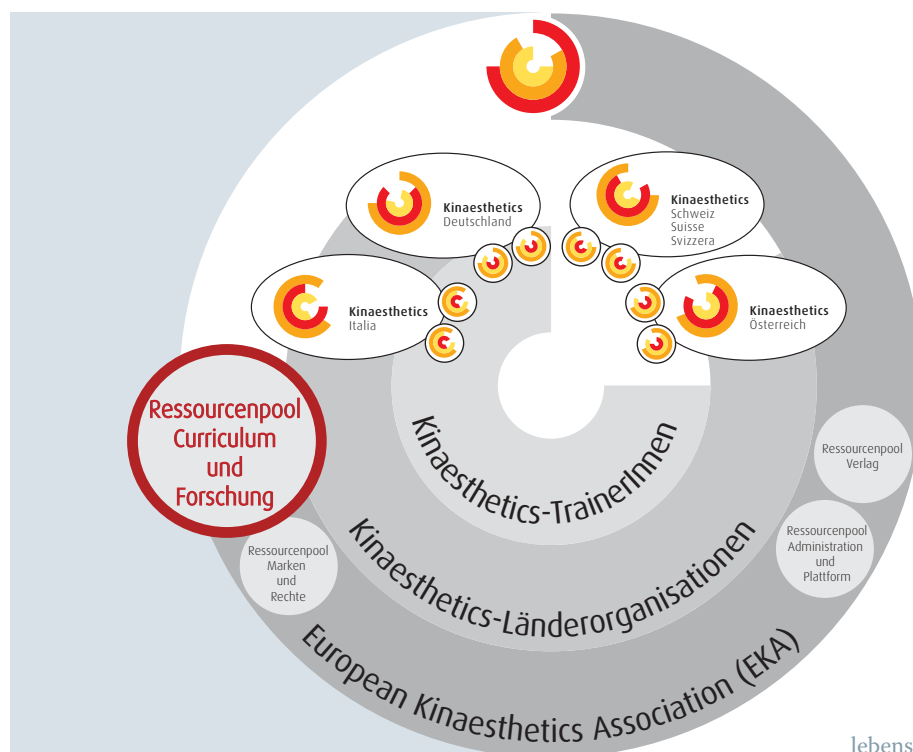 Kinaesthetics
Deutschland
Kinaesthetics
Schweiz
Suisse
Svizzera
Kinaesthetics
Italia
Kinaesthetics
Österreich
Ressourcenpool
Curriculum
und
Forschung
Ressourcenpool
Marken
und
Rechte
Ressourcenpool
Verlag
Ressourcenpool
Administration
und
Plattform
Kinaesthetics-TrainerInnen
Kinaesthetics-Länderorganisationen
European Kinaesthetics Association (EKA)
lebens